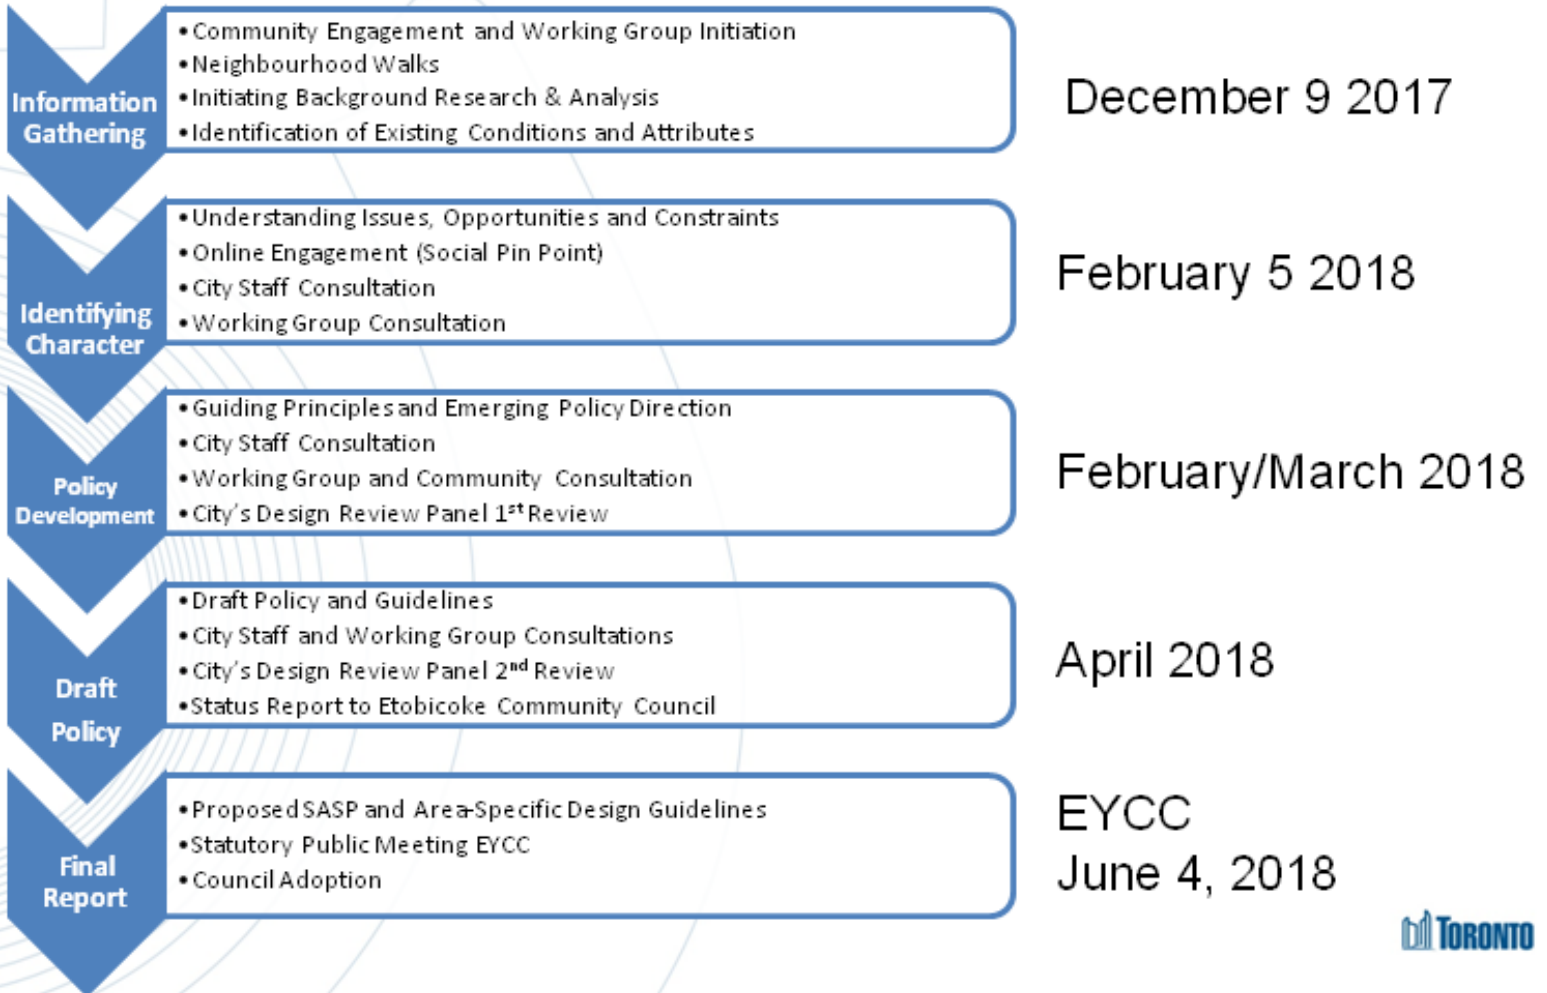 Information
Gathering
• Community Engagement and Working Group Initiation
• Neighbourhood Walks
• Initiating Background Research & Analysis
• Identification of Existing Conditions and Attributes
December 9 2017
Identifying
Character
• Understanding Issues, Opportunities and Constraints
• Online Engagement (Social Pin Point)
• City Staff Consultation
• Working Group Consultation
February 5 2018
Policy
Development
• Guiding Principles and Emerging Policy Direction
• City Staff Consultation
• Working Group and Community Consultation
• City's Design Review Panel 1st Review
February/March 2018
Draft
Policy
• Draft Policy and Guidelines
• City Staff and Working Group Consultations
• City's Design Review Panel 2nd Review
• Status Report to Etobicoke Community Council
April 2018
Final
Report
• Proposed SASP and Area-Specific Design Guidelines
• Statutory Public Meeting EYCC
• Council Adoption
EYCC
June 4, 2018
TORONTO